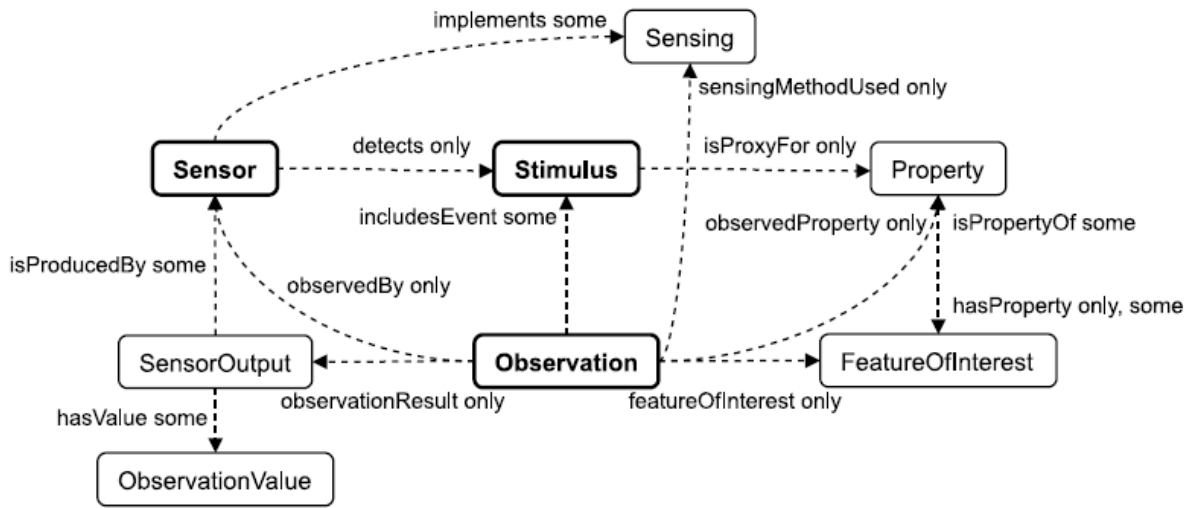 implements some
Sensing
sensingMethodUsed only
detects only
isProxyFor only
Sensor
Stimulus
Property
includesEvent some
observedProperty only
isPropertyOf some
isProducedBy some
observedBy only
hasProperty only, some
SensorOutput
Observation
FeatureOfInterest
observationResult only
featureOfInterest only
hasValue some
ObservationValue